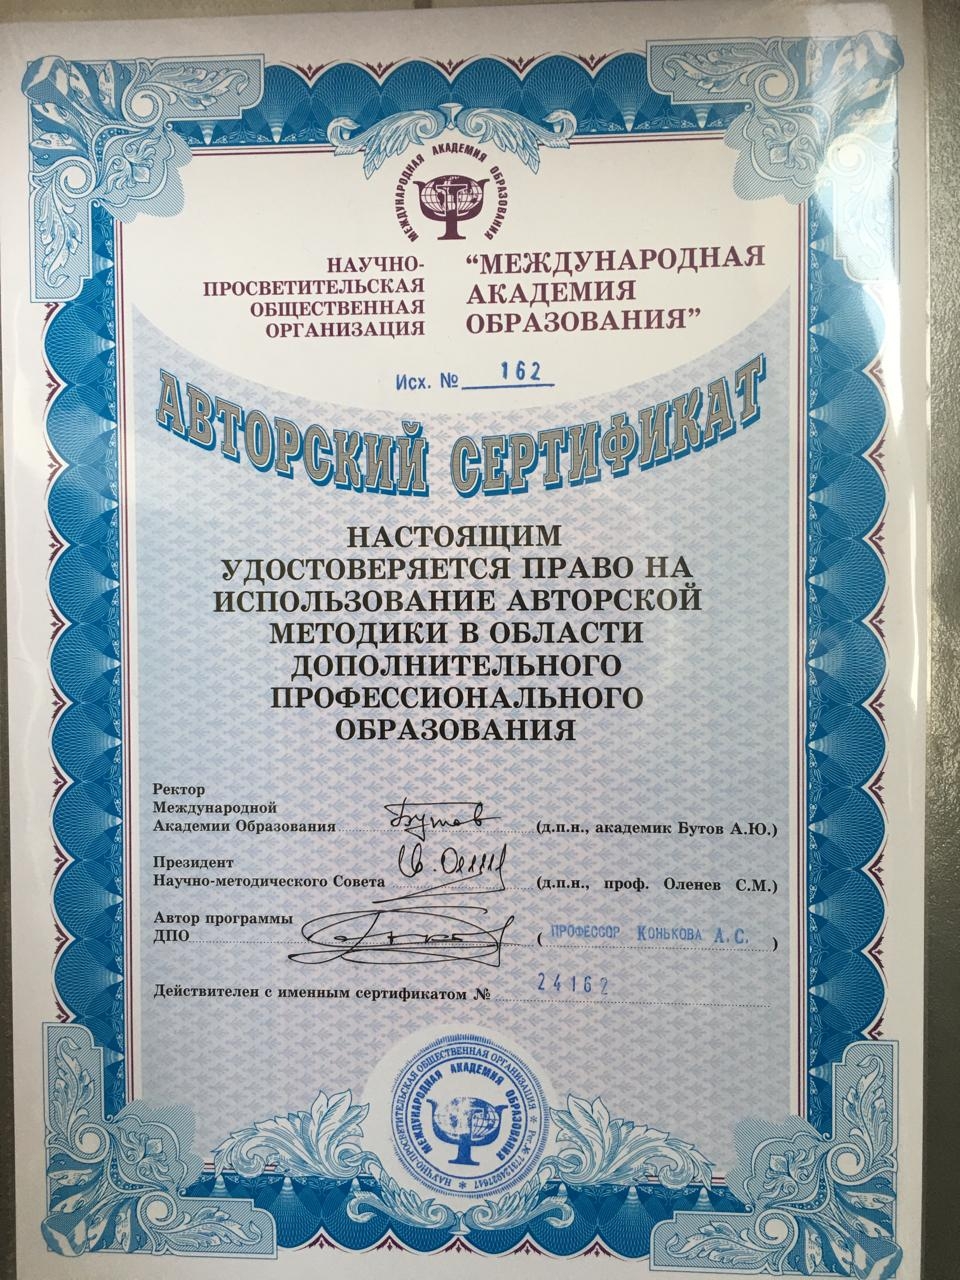 МЕЖДУНАРОДНАЯ АКАДЕМИЯ ОБРАЗОВАНИЯ
НАУЧНО-
ПРОСВЕТИТЕЛЬСКАЯ
ОБЩЕСТВЕННАЯ
ОРГАНИЗАЦИЯ
“МЕЖДУНАРОДНАЯ
АКАДЕМИЯ
ОБРАЗОВАНИЯ”
Исх. № 162
АВТОРСКИЙ СЕРТИФИКАТ
НАСТОЯЩИМ
УДОСТОВЕРЯЕТСЯ ПРАВО НА
ИСПОЛЬЗОВАНИЕ АВТОРСКОЙ
МЕТОДИКИ В ОБЛАСТИ
ДОПОЛНИТЕЛЬНОГО
ПРОФЕССИОНАЛЬНОГО
ОБРАЗОВАНИЯ
Ректор
Международной
Академии Образования Бутов (д.п.н., академик Бутов А.Ю.)
Президент
Научно-методического Совета (д.п.н., проф. Оленев С.М.)
Автор программы
ДПО (ПРОФЕССОР КОНЬКОВА А.С.)
Действителен с именным сертификатом № 24162
НАУЧНО-ПРОСВЕТИТЕЛЬСКАЯ ОБЩЕСТВЕННАЯ ОРГАНИЗАЦИЯ
МЕЖДУНАРОДНАЯ АКАДЕМИЯ ОБРАЗОВАНИЯ